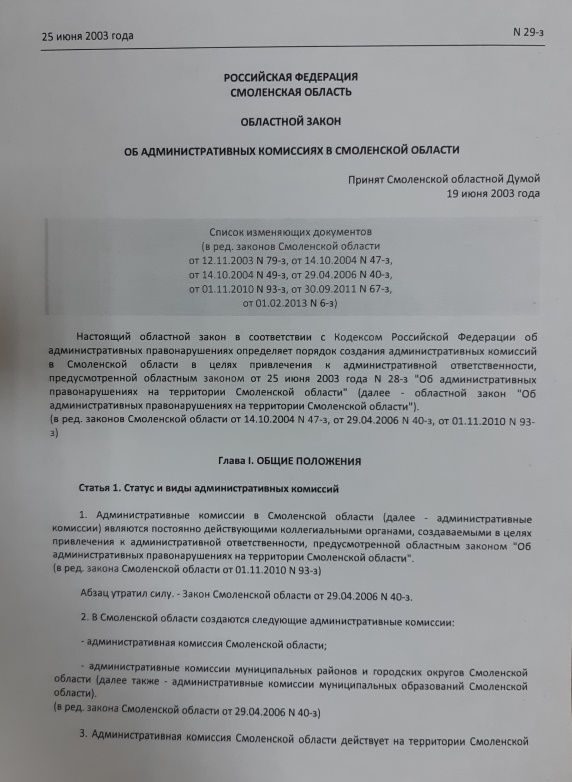 25 июня 2003 года
N 29-з
РОССИЙСКАЯ ФЕДЕРАЦИЯ
СМОЛЕНСКАЯ ОБЛАСТЬ
ОБЛАСТНОЙ ЗАКОН
ОБ АДМИНИСТРАТИВНЫХ КОМИССИЯХ В СМОЛЕНСКОЙ ОБЛАСТИ
Принят Смоленской областной Думой
19 июня 2003 года
Список изменяющих документов
(в ред. законов Смоленской области
от 12.11.2003 N 79-з, от 14.10.2004 N 47-з,
от 14.10.2004 N 49-з, от 29.04.2006 N 40-з,
от 01.11.2010 N 93-з, от 30.09.2011 N 67-з,
от 01.02.2013 N 6-з)
Настоящий областной закон в соответствии с Кодексом Российской Федерации об
административных правонарушениях определяет порядок создания административных комиссий
в Смоленской области в целях привлечения к административной ответственности,
предусмотренной областным законом от 25 июня 2003 года N 28-з "Об административных
правонарушениях на территории Смоленской области" (далее - областной закон "Об
административных правонарушениях на территории Смоленской области").
(в ред. законов Смоленской области от 14.10.2004 N 47-з, от 29.04.2006 N 40-з, от 01.11.2010 N 93-
з)
Глава I. ОБЩИЕ ПОЛОЖЕНИЯ
Статья 1. Статус и виды административных комиссий
1. Административные комиссии в Смоленской области (далее - административные
комиссии) являются постоянно действующими коллегиальными органами, создаваемыми в целях
привлечения к административной ответственности, предусмотренной областным законом "Об
административных правонарушениях на территории Смоленской области".
(в ред. закона Смоленской области от 01.11.2010 N 93-з)
Абзац утратил силу. - Закон Смоленской области от 29.04.2006 N 40-з.
2. В Смоленской области создаются следующие административные комиссии:
- административная комиссия Смоленской области;
- административные комиссии муниципальных районов и городских округов Смоленской
области (далее также - административные комиссии муниципальных образований Смоленской
области).
(в ред. закона Смоленской области от 29.04.2006 N 40-з)
3. Административная комиссия Смоленской области действует на территории Смоленской